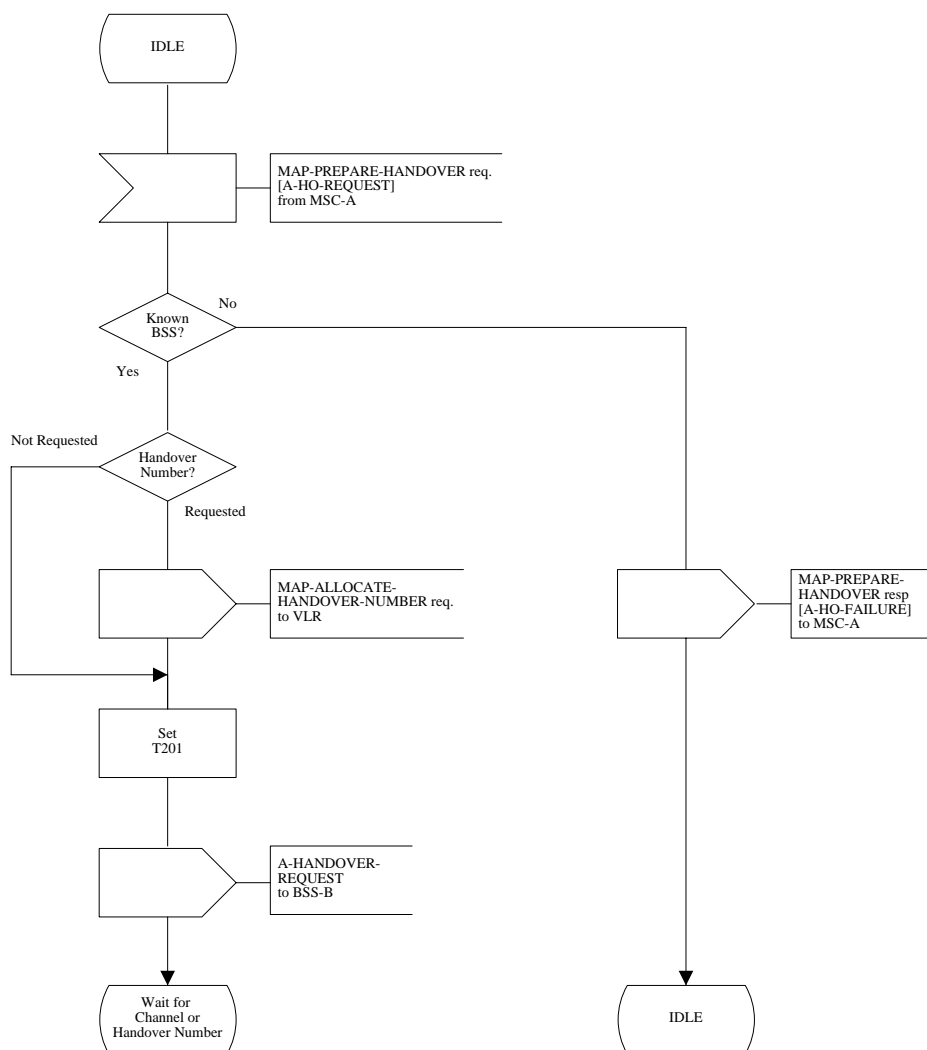 IDLE
MAP-PREPARE-HANDOVER req.
[A-HO-REQUEST]
from MSC-A
No
Known
BSS?
Yes
Not Requested
Handover
Number?
Requested
MAP-ALLOCATE-
HANDOVER-NUMBER req.
to VLR
MAP-PREPARE-
HANDOVER resp
[A-HO-FAILURE]
to MSC-A
Set
T201
A-HANDOVER-
REQUEST
to BSS-B
Wait for
Channel or
Handover Number
IDLE